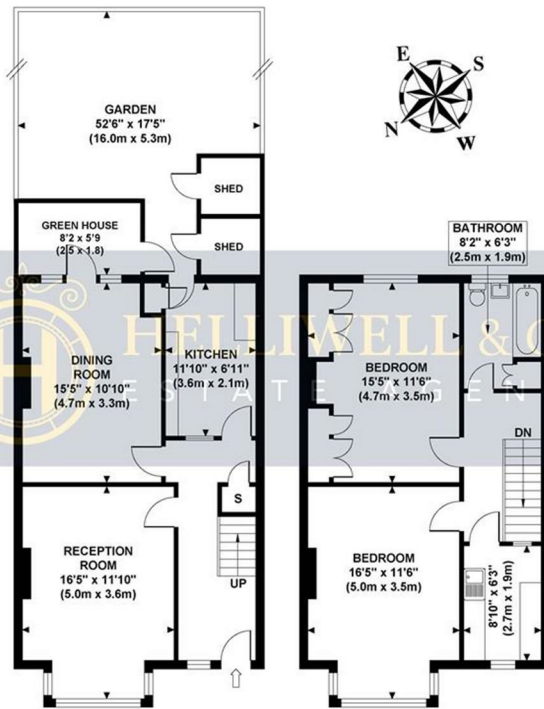 GARDEN
52'6" x 17'5"
(16.0m x 5.3m)
E
S
N
W
SHED
GREEN HOUSE
8'2 x 5'9
(2.5 x 1.8)
SHED
BATHROOM
8'2" x 6'3"
(2.5m x 1.9m)
HELLIWELL & CO
ESTATE AGEN
DINING
ROOM
15'5" x 10'10"
(4.7m x 3.3m)
KITCHEN
11'10" x 6'11"
(3.6m x 2.1m)
BEDROOM
15'5" x 11'6"
(4.7m x 3.5m)
DN
S
UP
RECEPTION
ROOM
16'5" x 11'10"
(5.0m x 3.6m)
BEDROOM
16'5" x 11'6"
(5.0m x 3.5m)
8'10" x 6'3"
(2.7m x 1.9m)